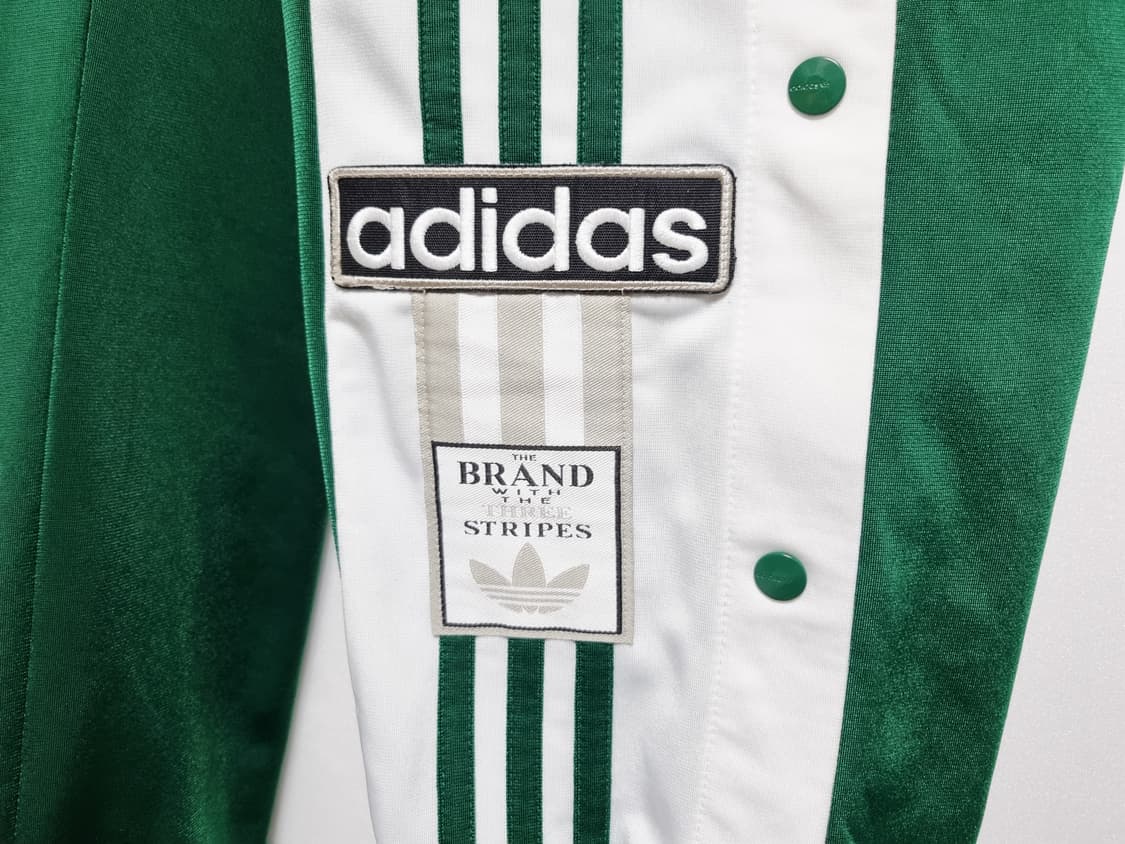 adidas
THE
BRAND
WITH
THE
THREE
STRIPES